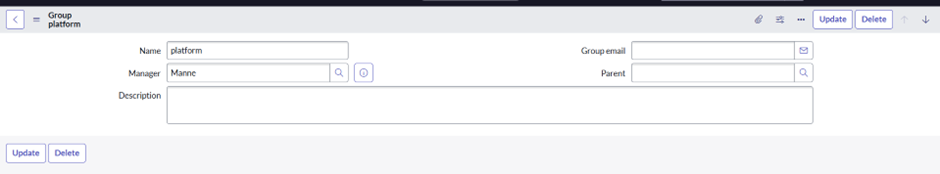 Group
platform
Update Delete
Name platform Group email
Manager Manne Parent
Description
Update Delete